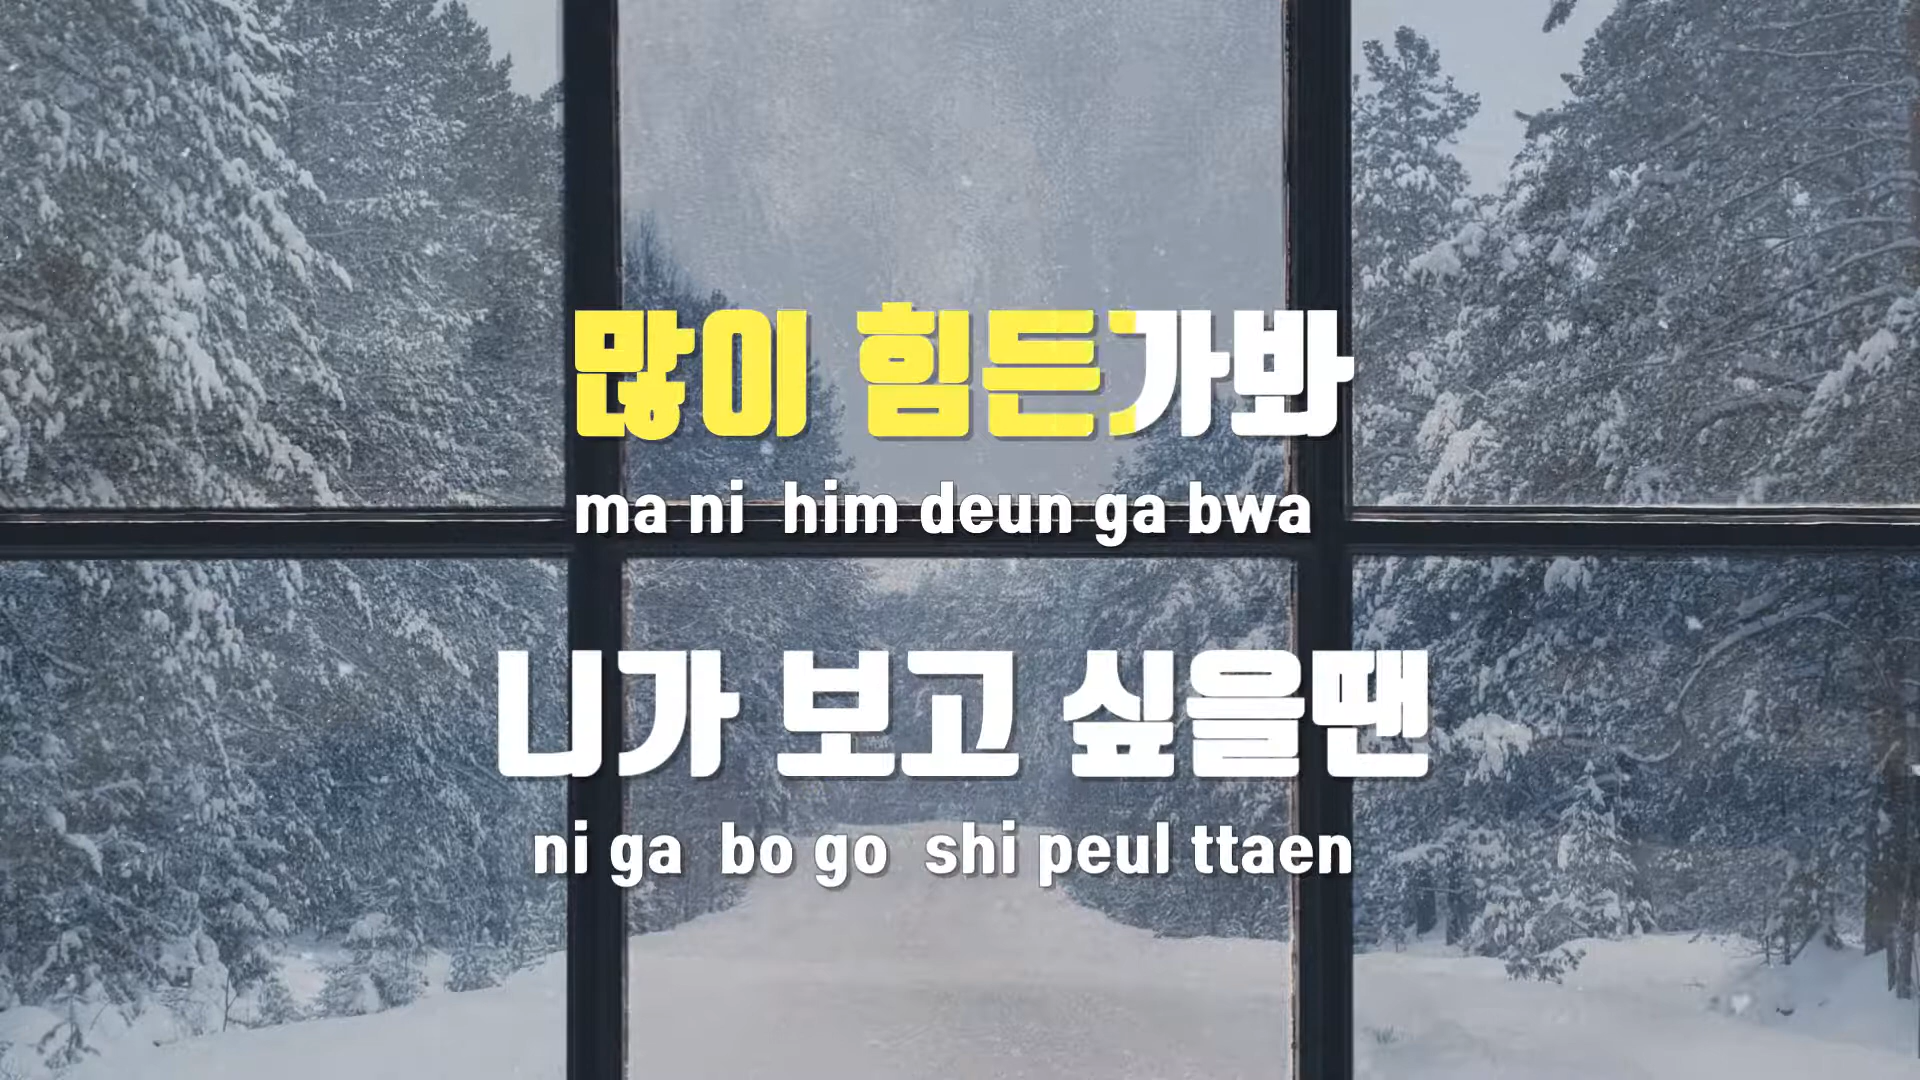 많이 힘든가봐
ma ni him deun ga bwa
니가 보고 싶을땐
ni ga bo go shi peul ttaen